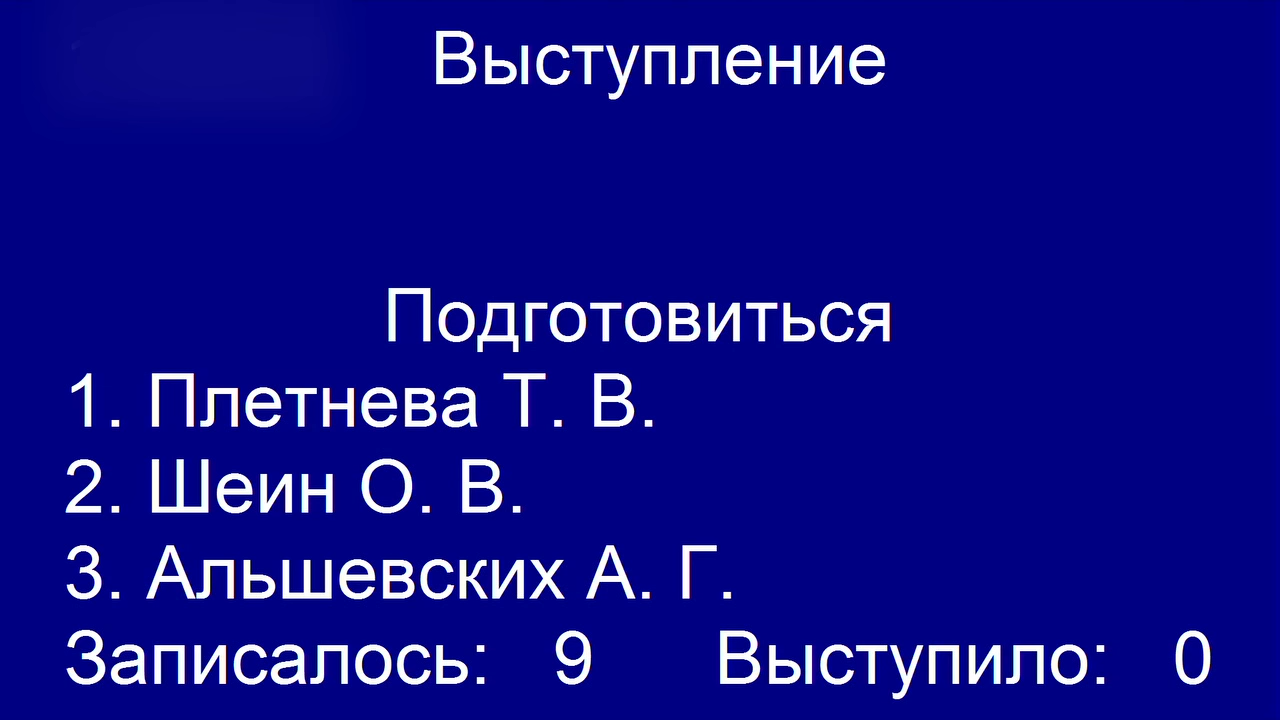 Выступление
Подготовиться
1. Плетнева Т. В.
2. Шеин О. В.
3. Альшевских А. Г.
Записалось: 9 Выступило: 0